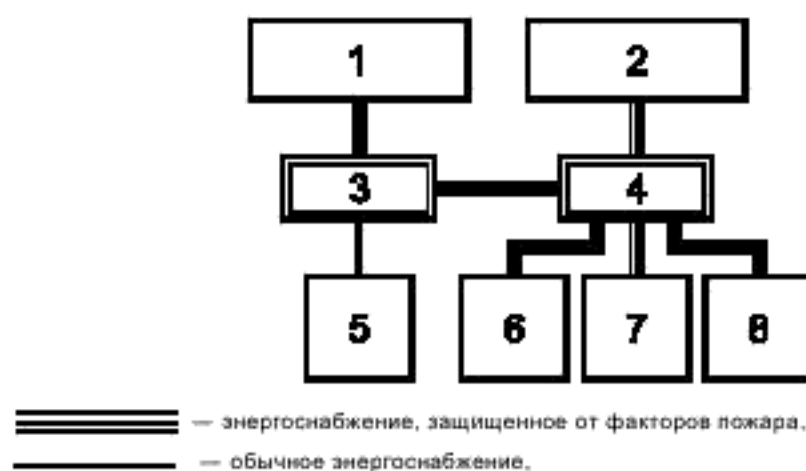 1 2
3 4
5 6 7 8
— энергоснабжение, защищенное от факторов пожара,
— обычное энергоснабжение,